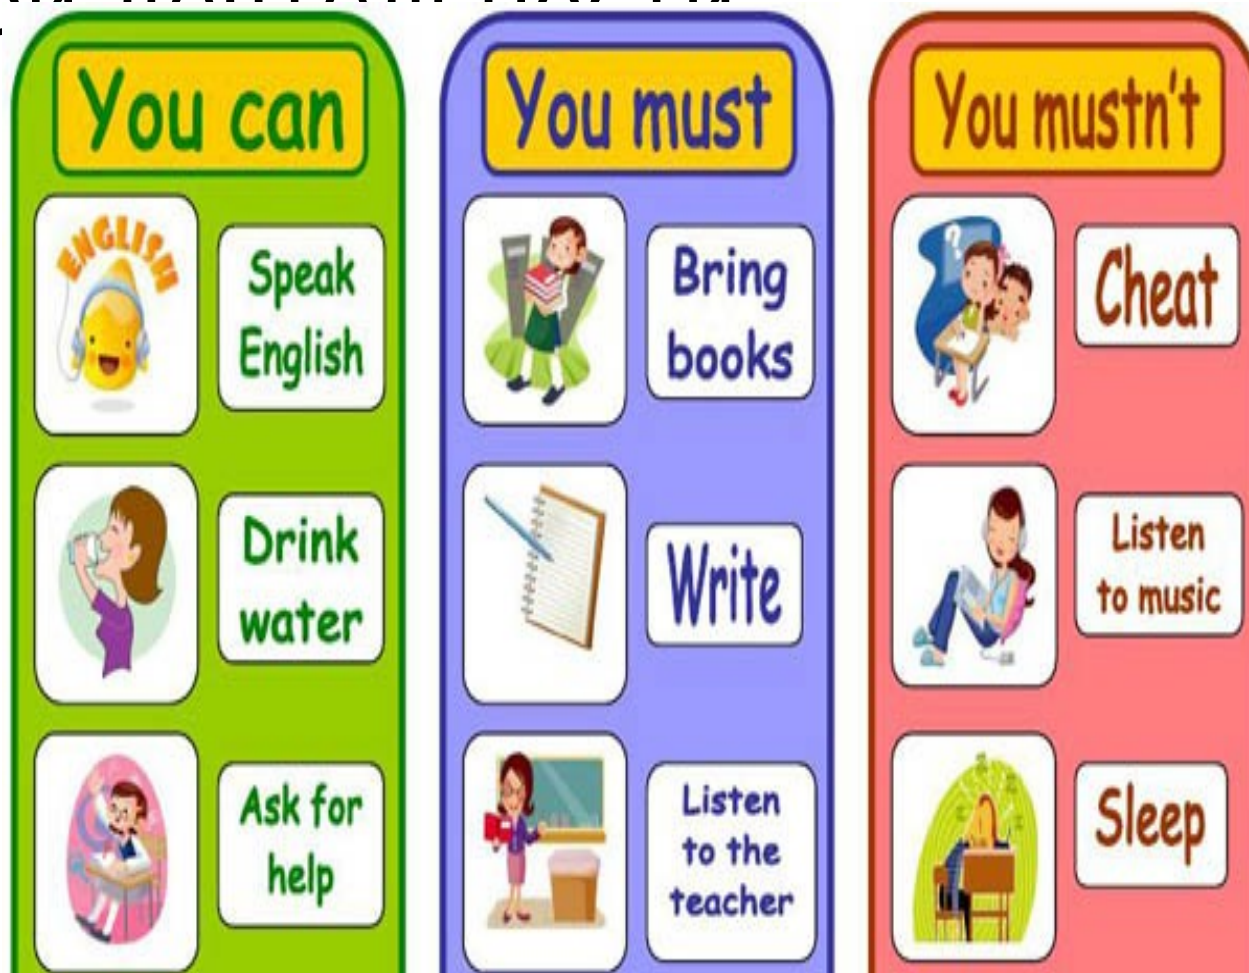 You can
ENGLISH
Speak
English
Drink
water
Ask for
help
You must
Bring
books
Write
Listen
to the
teacher
You mustn't
?
Cheat
Listen
to music
Sleep